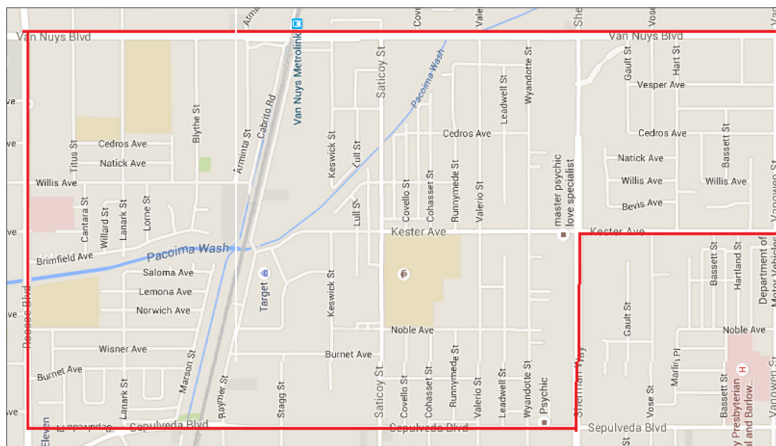 Van Nuys Blvd
Van Nuys Metrolink
Saticoy St
Pacoima Wash
Van Nuys Blvd
Gault St
Hart St
Vesper Ave
Leadwell St
Wyandotte St
Blythe St
Cabrito Rd
Arminta St
Titus St
Cedros Ave
Natick Ave
Willis Ave
Keswick St
Cedros Ave
Cedros Ave
Bassett St
Natick Ave
Willis Ave
Willis Ave
Bevis Ave
Cantara St
Willard St
Lanark St
Lorne St
Lull St
Covello St
Cohasset St
Runnymede St
Valerio St
master psychic
love specialist
Kester Ave
Kester Ave
Brimfield Ave
Pacoima Wash
Saloma Ave
Lemona Ave
Norwich Ave
Target
Keswick St
Bassett St
Hartland St
Department of
Motor Vehicles
Roscoe Blvd
Noble Ave
Gault St
Noble Ave
Wisner Ave
Burnet Ave
Burnet Ave
Marson St
Lanark St
Raymer St
Stagg St
Saticoy St
Covello St
Cohasset St
Runnymede St
Valerio St
Leadwell St
Wyandotte St
Psychic
Sherman Way
Vose St
Marlin Pl
Bassett St
Vanowen St
Sepulveda Blvd
Sepulveda Blvd
Sepulveda Blvd
Eleven